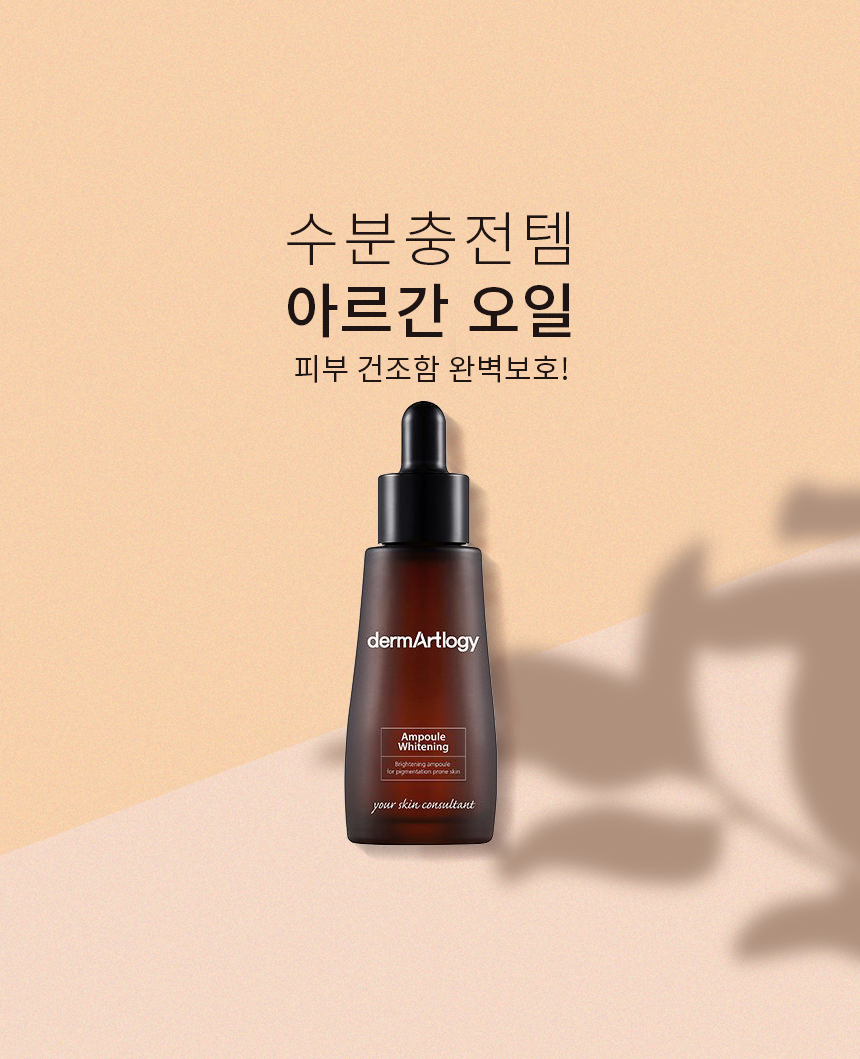 수분충전템
아르간 오일
피부 건조함 완벽보호!
dermArtlogy
Ampoule
Whitening
Brightening ampoule
for pigmentation prone skin
your skin consultant